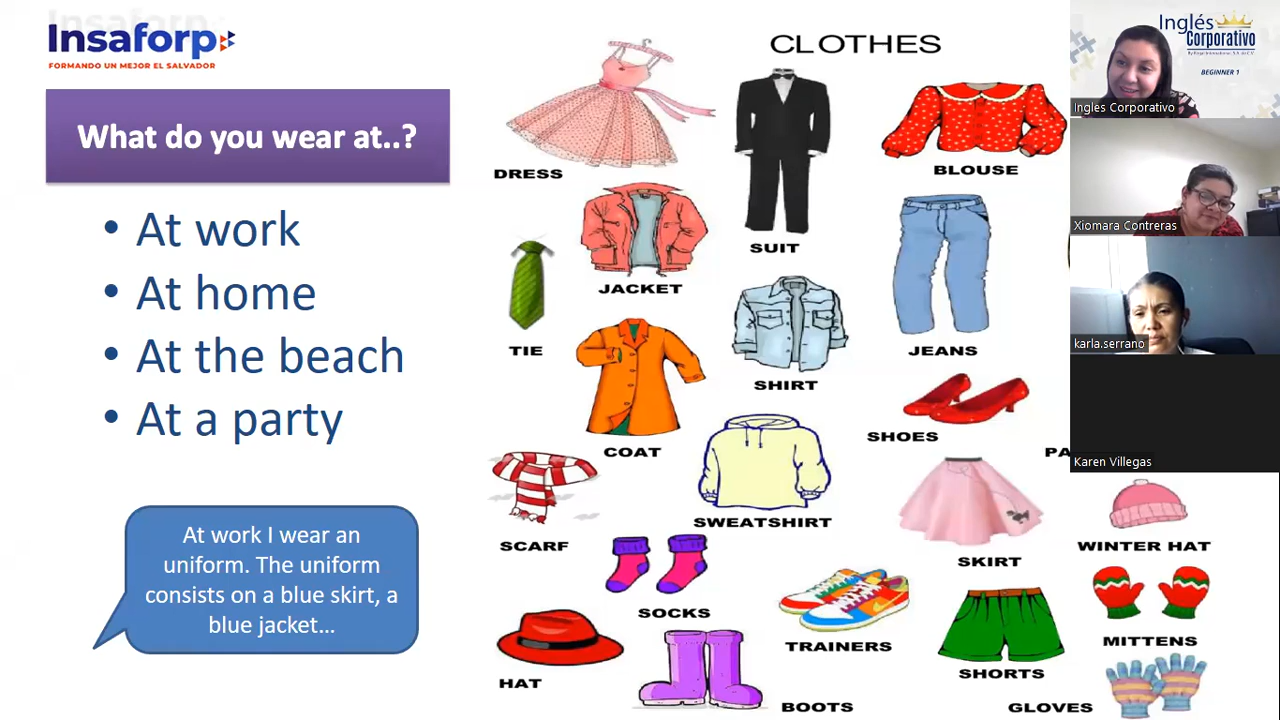 Insaforp
FORMANDO UN MEJOR EL SALVADOR
What do you wear at..?
• At work
• At home
• At the beach
• At a party
At work I wear an
uniform. The uniform
consists on a blue skirt, a
blue jacket...
CLOTHES
DRESS
SUIT
BLOUSE
JACKET
TIE
SHIRT
JEANS
COAT
SHOES
PA
SCARF
SWEATSHIRT
SKIRT
WINTER HAT
SOCKS
TRAINERS
SHORTS
MITTENS
HAT
BOOTS
GLOVES
Inglés
Corporativo
BEGINNER 1
Ingles Corporativo
Xiomara Contreras
karla.serrano
Karen Villegas